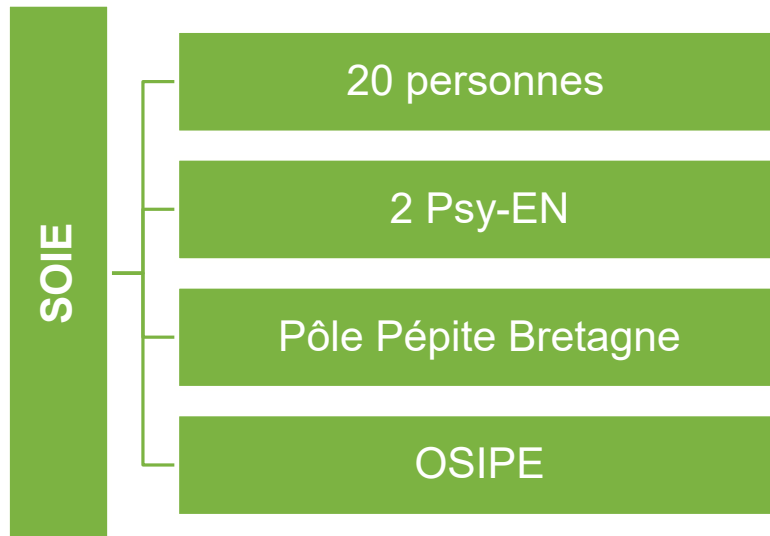 SOIE
20 personnes
2 Psy-EN
Pôle Pépite Bretagne
OSIPE